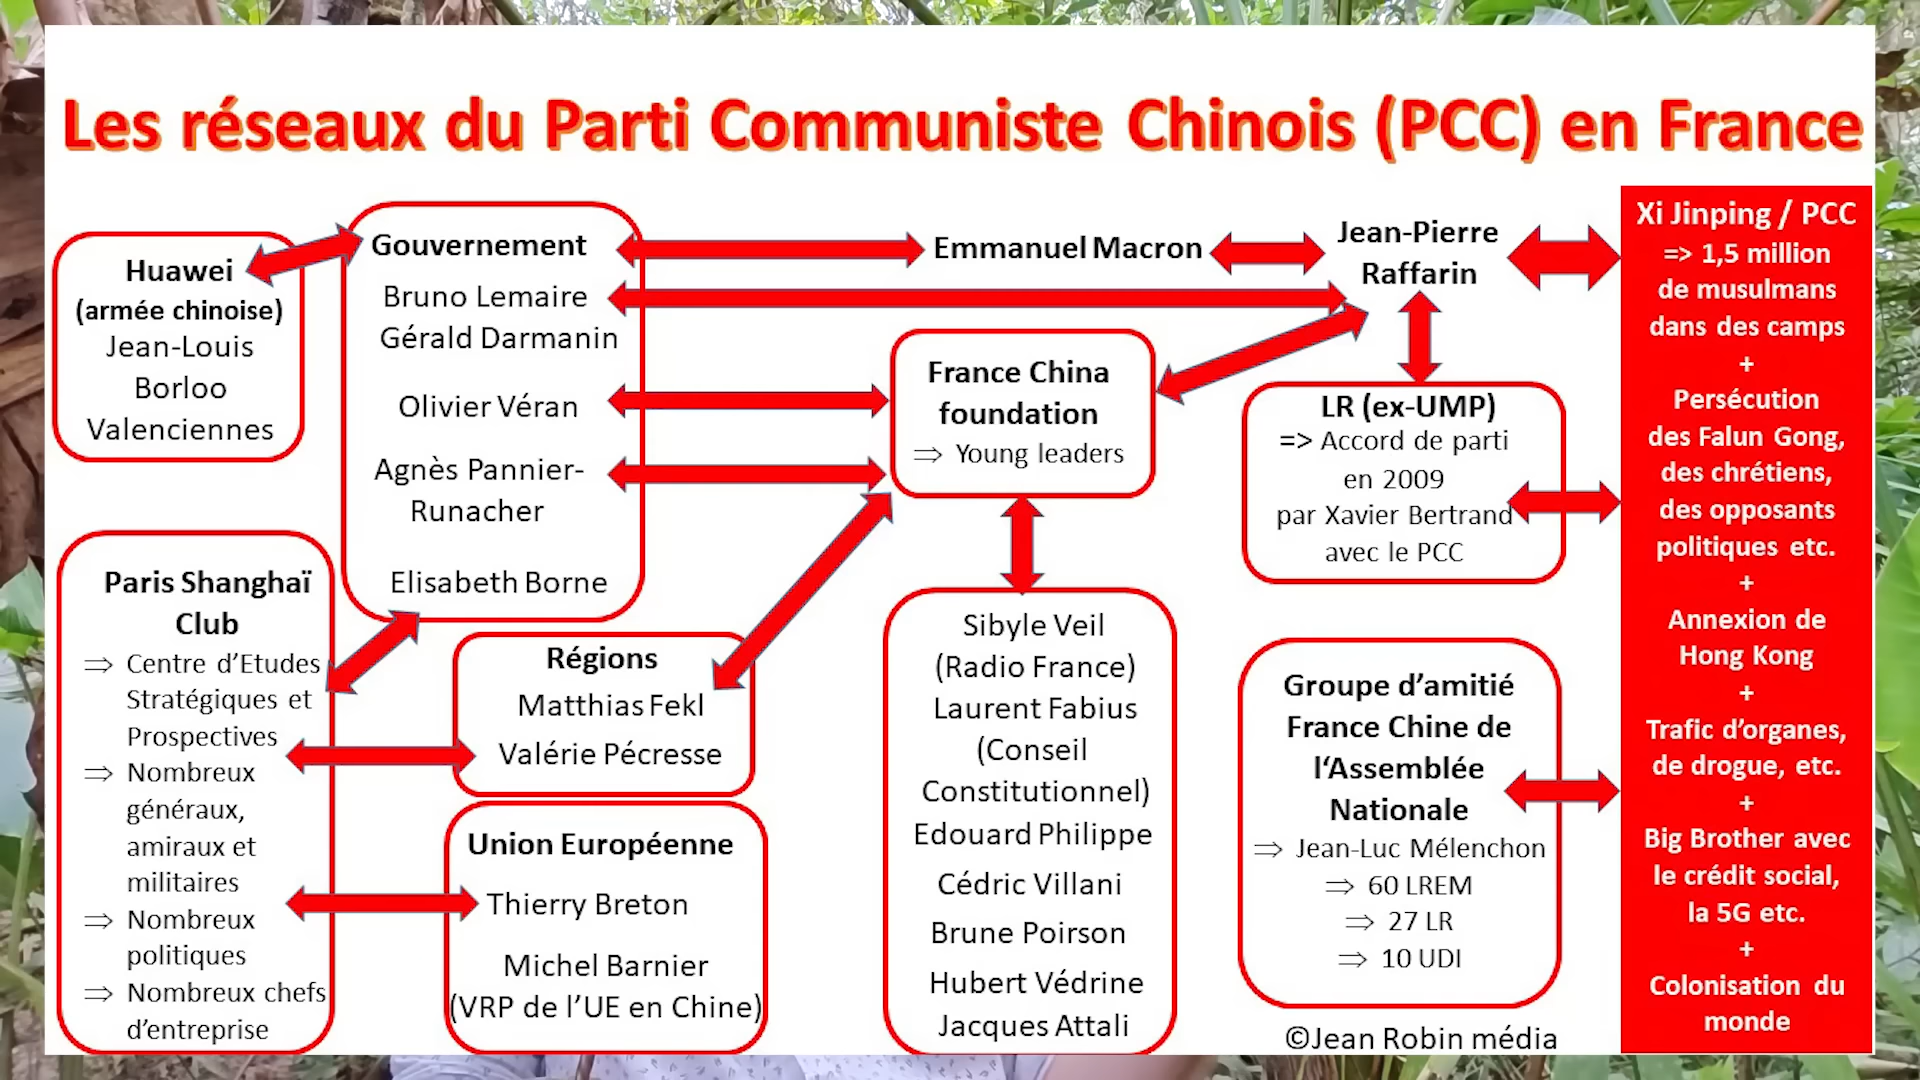 Les réseaux du Parti Communiste Chinois (PCC) en France
Huawei
(armée chinoise)
Jean-Louis
Borloo
Valenciennes
Gouvernement
Bruno Lemaire
Gérald Darmanin
Olivier Véran
Agnès Pannier-
Runacher
Elisabeth Borne
Emmanuel Macron
Jean-Pierre
Raffarin
France China
foundation
⇒ Young leaders
LR (ex-UMP)
=> Accord de parti
en 2009
par Xavier Bertrand
avec le PCC
Paris Shanghaï
Club
⇒ Centre d’Etudes
Stratégiques et
Prospectives
⇒ Nombreux
généraux,
amiraux et
militaires
⇒ Nombreux
politiques
⇒ Nombreux chefs
d’entreprise
Régions
Matthias Fekl
Valérie Pécresse
Union Européenne
Thierry Breton
Michel Barnier
(VRP de l’UE en Chine)
Sibyle Veil
(Radio France)
Laurent Fabius
(Conseil
Constitutionnel)
Edouard Philippe
Cédric Villani
Brune Poirson
Hubert Védrine
Jacques Attali
Groupe d’amitié
France Chine de
l‘Assemblée
Nationale
⇒ Jean-Luc Mélenchon
⇒ 60 LREM
⇒ 27 LR
⇒ 10 UDI
©Jean Robin média
Xi Jinping / PCC
=> 1,5 million
de musulmans
dans des camps
+
Persécution
des Falun Gong,
des chrétiens,
des opposants
politiques etc.
+
Annexion de
Hong Kong
+
Trafic d’organes,
de drogue, etc.
+
Big Brother avec
le crédit social,
la 5G etc.
+
Colonisation du
monde